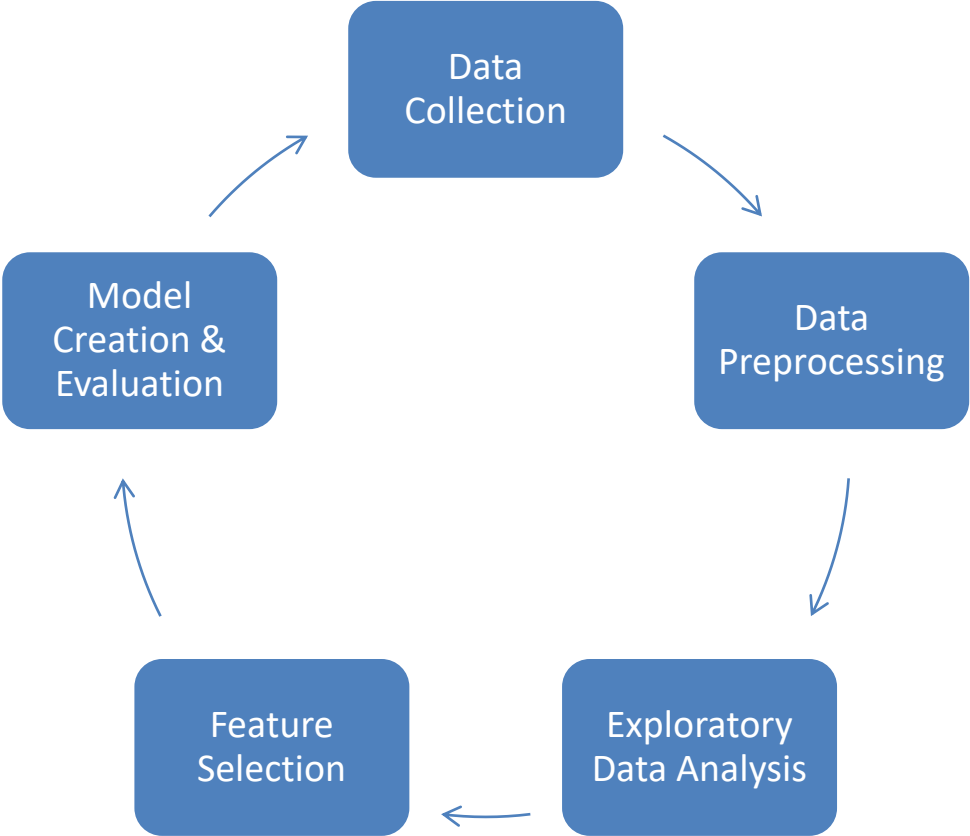 Data
Collection
Data
Preprocessing
Exploratory
Data Analysis
Feature
Selection
Model
Creation &
Evaluation